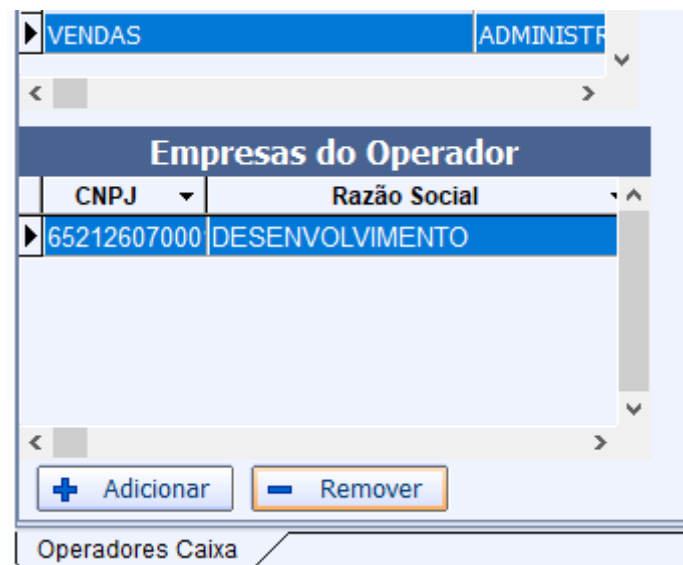 VENDAS ADMINISTR
Empresas do Operador
CNPJ Razão Social
65212607000 DESENVOLVIMENTO
Adicionar Remover
Operadores Caixa